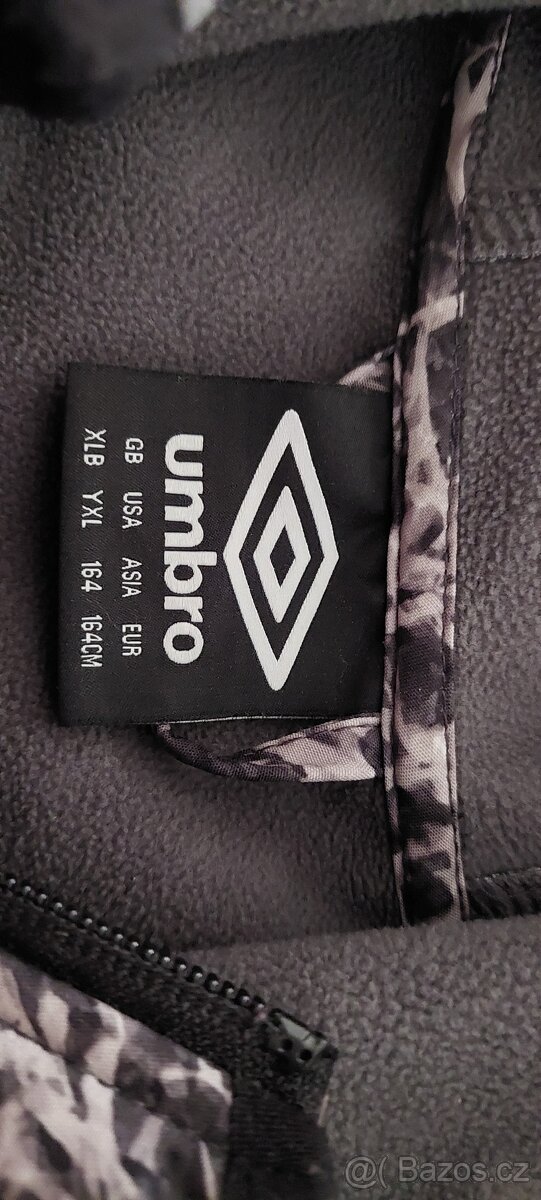 umbro
GB USA ASIA EUR
XLB YXL 164 164CM
@( Bazos.cz